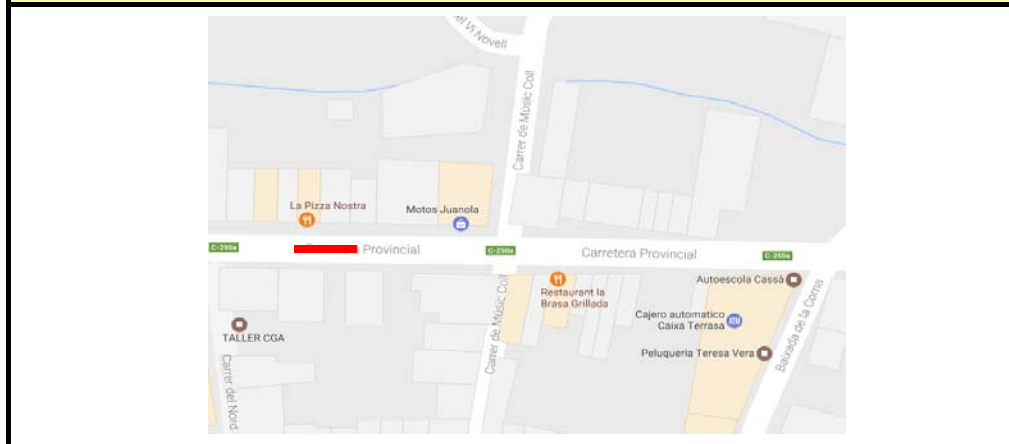 el Vi Novell
Carrer de Músic Coll
La Pizza Nostra
Motos Juanola
C-250a
Provincial
C-250a
Carretera Provincial
C-250a
Restaurant la
Brasa Grillada
Autoescola Cassà
Cajero automatico
Caixa Terrasa
TALLER CGA
Peluqueria Teresa Vera
Carrer de Músic Coll
Baixada de la Coma
Carrer del Nord